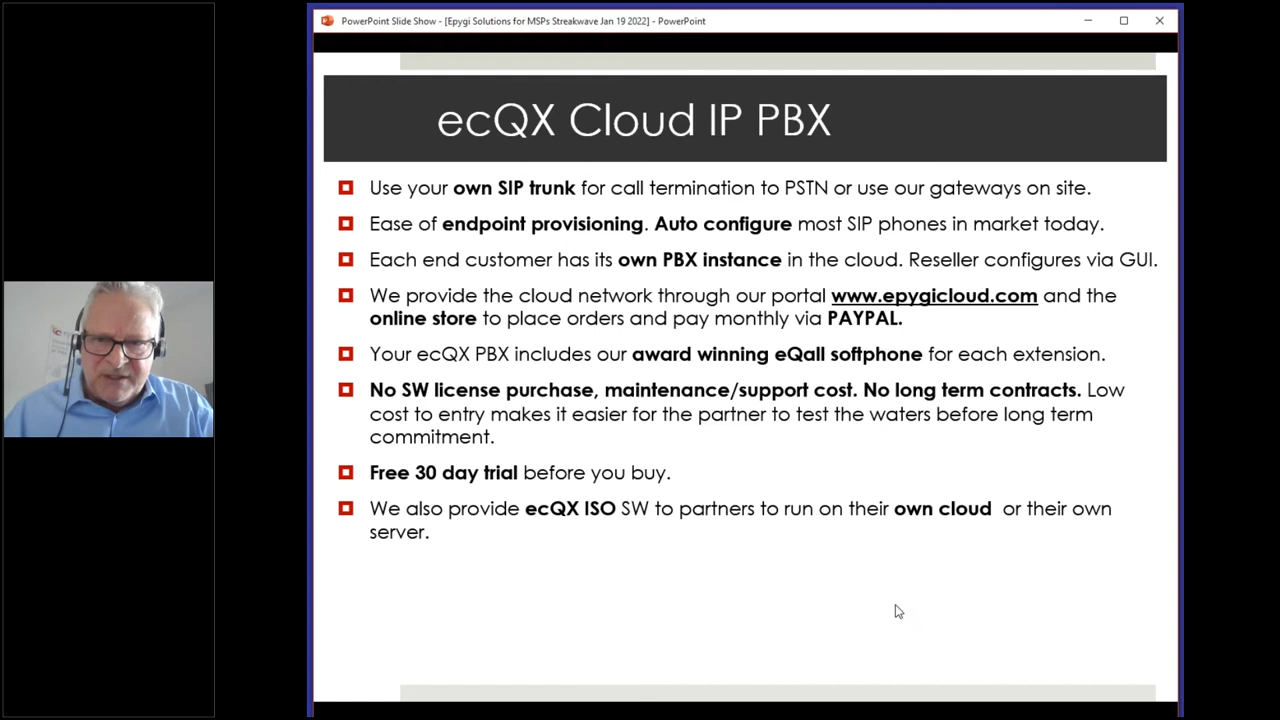 PowerPoint Slide Show - [Epygi Solutions for MSPs Streakwave Jan 19 2022] - PowerPoint
ecQX Cloud IP PBX
Use your own SIP trunk for call termination to PSTN or use our gateways on site.
Ease of endpoint provisioning. Auto configure most SIP phones in market today.
Each end customer has its own PBX instance in the cloud. Reseller configures via GUI.
We provide the cloud network through our portal www.epygicloud.com and the
online store to place orders and pay monthly via PAYPAL.
Your ecQX PBX includes our award winning eQall softphone for each extension.
No SW license purchase, maintenance/support cost. No long term contracts. Low
cost to entry makes it easier for the partner to test the waters before long term
commitment.
Free 30 day trial before you buy.
We also provide ecQX ISO SW to partners to run on their own cloud or their own
server.